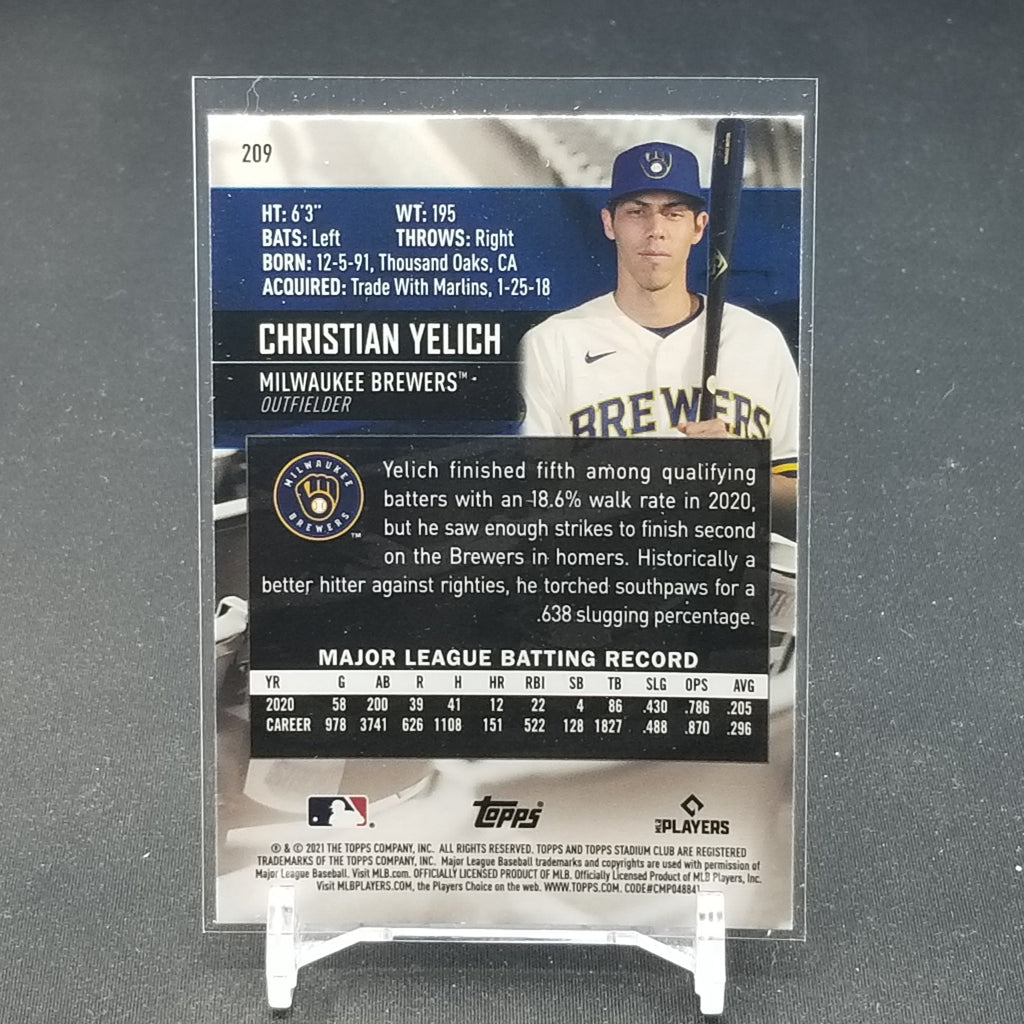 209
HT: 6'3" WT: 195
BATS: Left THROWS: Right
BORN: 12-5-91, Thousand Oaks, CA
ACQUIRED: Trade With Marlins, 1-25-18
CHRISTIAN YELICH
MILWAUKEE BREWERS™ •
OUTFIELDER
BREWERS
MILWAUKEE BREWERS ™
Yelich finished fifth among qualifying
batters with an 18.6% walk rate in 2020,
but he saw enough strikes to finish second
on the Brewers in homers. Historically a
better hitter against righties, he torched southpaws for a
.638 slugging percentage.
MAJOR LEAGUE BATTING RECORD
YR G AB R H HR RBI SB TB SLG OPS AVG
2020 58 200 39 41 12 22 4 86 .430 .786 .205
CAREER 978 3741 626 1108 151 522 128 1827 .488 .870 .296
topps® MLB PLAYERS
® & © 2021 THE TOPPS COMPANY, INC. ALL RIGHTS RESERVED. TOPPS AND TOPPS STADIUM CLUB ARE REGISTERED
TRADEMARKS OF THE TOPPS COMPANY, INC. Major League Baseball trademarks and copyrights are used with permission of
Major League Baseball. Visit MLB.com. OFFICIALLY LICENSED PRODUCT OF MLB. Officially Licensed Product of MLB Players, Inc.
Visit MLBPLAYERS.COM, the Players Choice on the web. WWW.TOPPS.COM. CODE#CMP048841